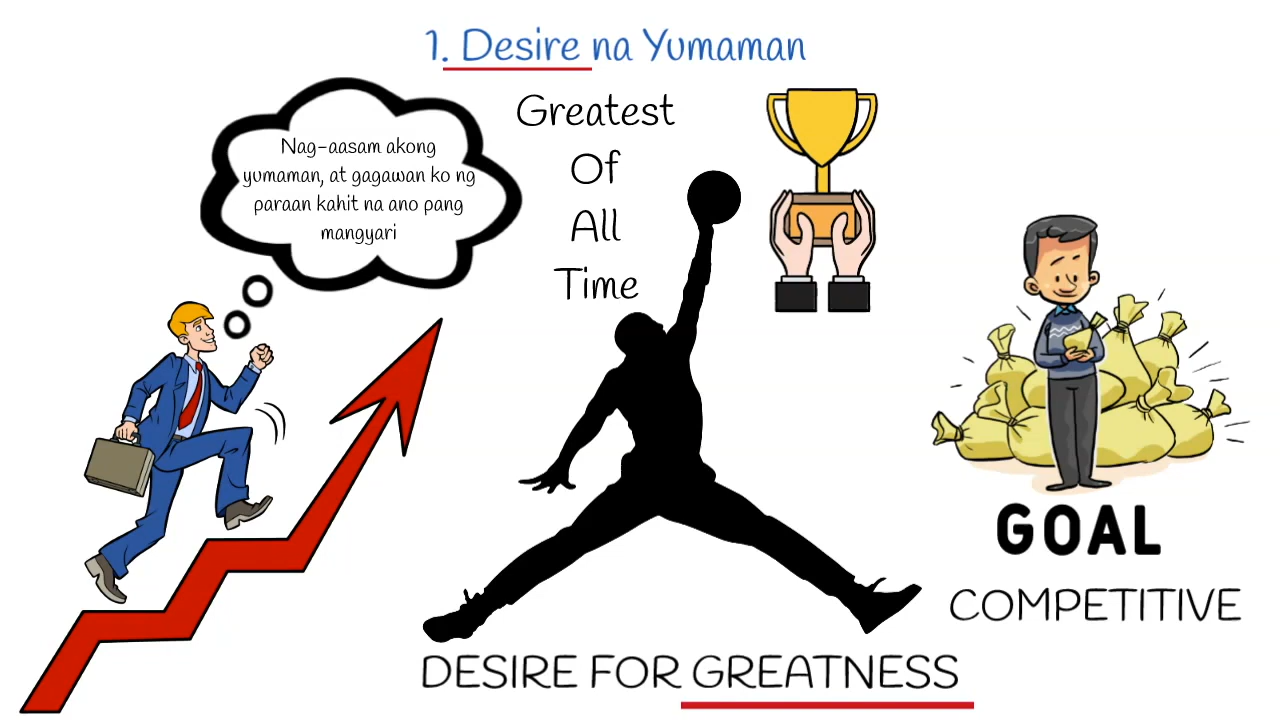 1. Desire na Yumaman
Nag-aasam akong
yumaman, at gagawan ko ng
paraan kahit na ano pang
mangyari
Greatest
Of
All
Time
GOAL
COMPETITIVE
DESIRE FOR GREATNESS